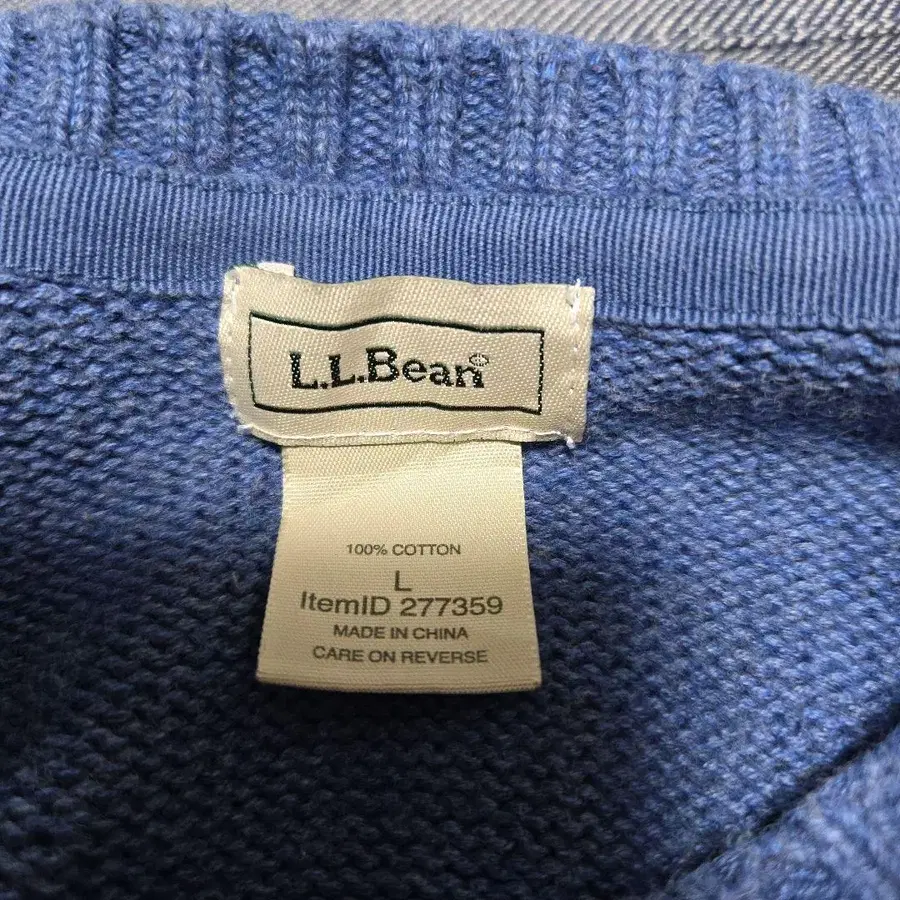 L.L.Bean®
100% COTTON
L
ItemID 277359
MADE IN CHINA
CARE ON REVERSE